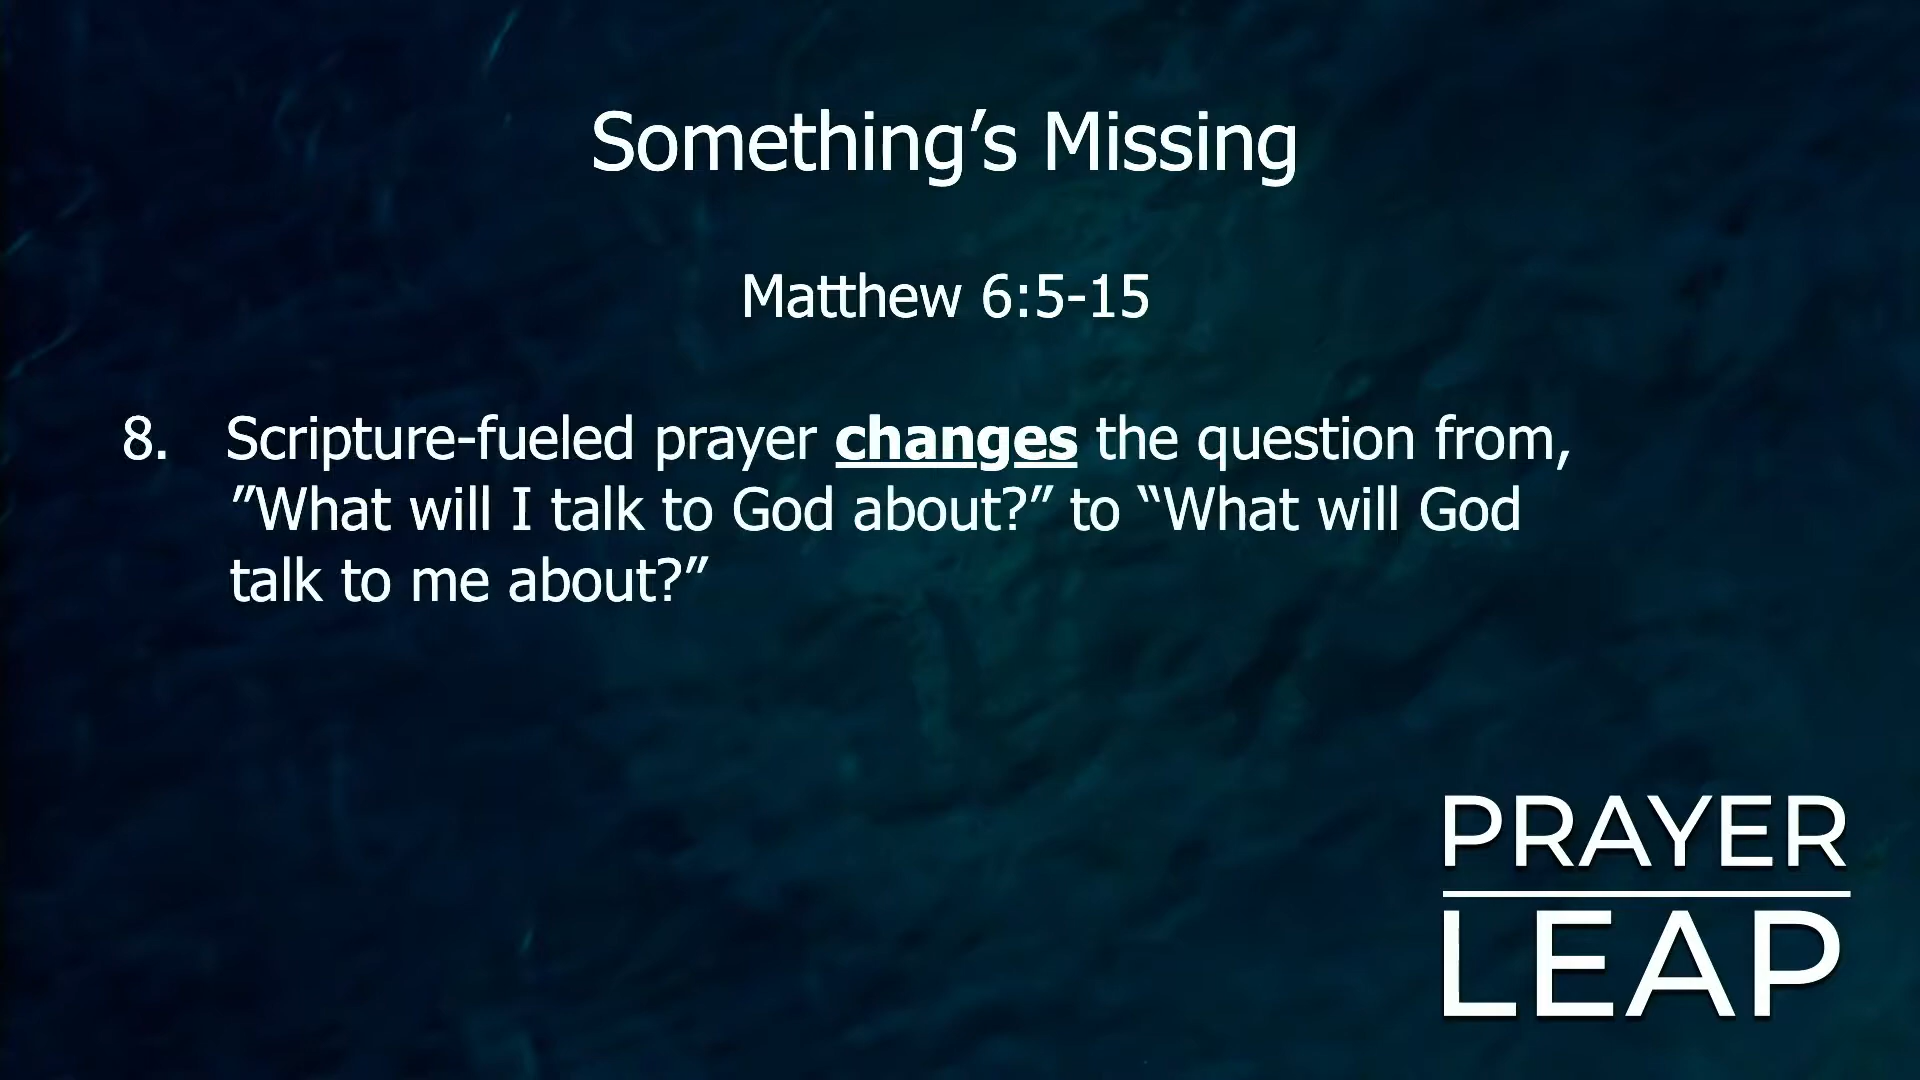 Something’s Missing
Matthew 6:5-15
8. Scripture-fueled prayer changes the question from,
”What will I talk to God about?” to “What will God
talk to me about?”
PRAYER
LEAP